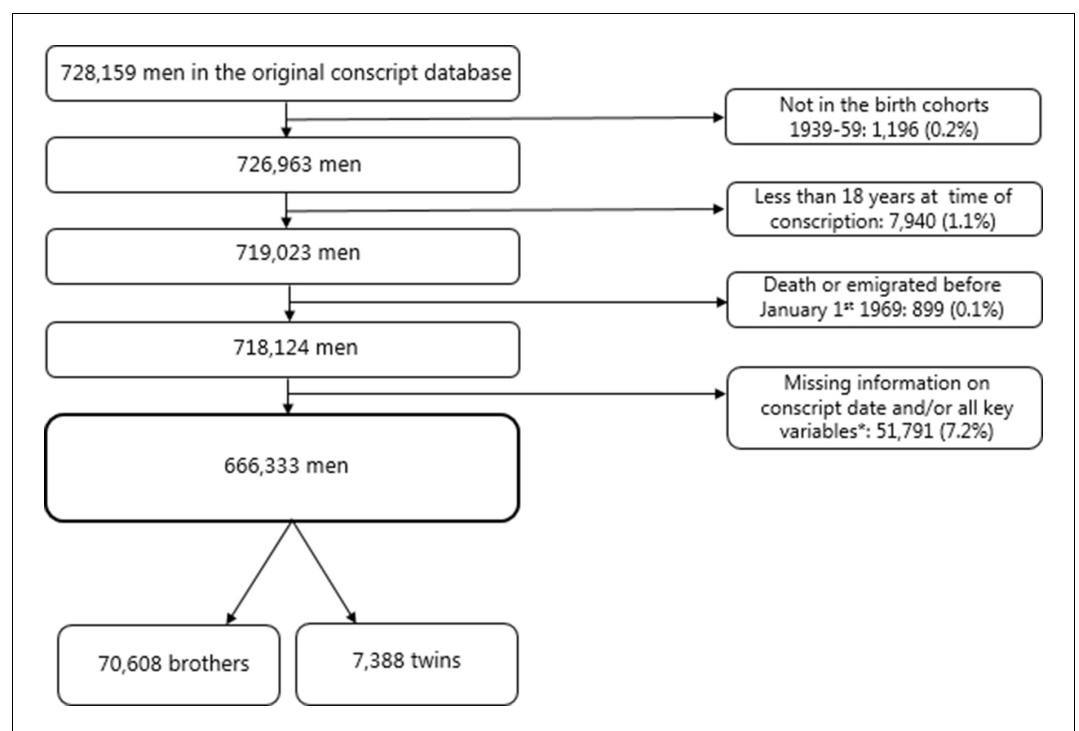 728,159 men in the original conscript database
Not in the birth cohorts
1939-59: 1,196 (0.2%)
726,963 men
Less than 18 years at time of
conscription: 7,940 (1.1%)
719,023 men
Death or emigrated before
January 1st 1969: 899 (0.1%)
718,124 men
Missing information on
conscript date and/or all key
variables*: 51,791 (7.2%)
666,333 men
70,608 brothers
7,388 twins